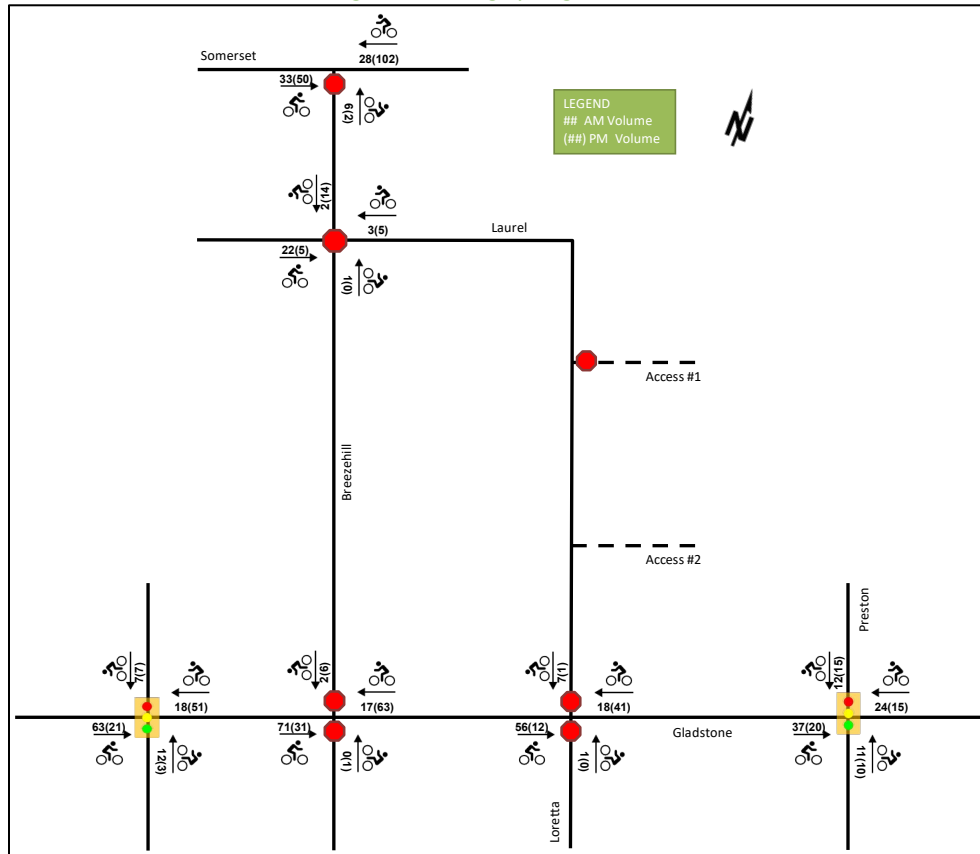 28(102)
Somerset
33(50)
6(2)
LEGEND
## AM Volume
(##) PM Volume
N
2(14)
3(5)
Laurel
22(5)
1(0)
Access #1
Breezehill
Access #2
Preston
7(7)
2(6)
7(1)
12(15)
18(51)
17(63)
18(41)
24(15)
63(21)
71(31)
56(12)
Gladstone
37(20)
12(3)
0(1)
1(0)
11(10)
Loretta